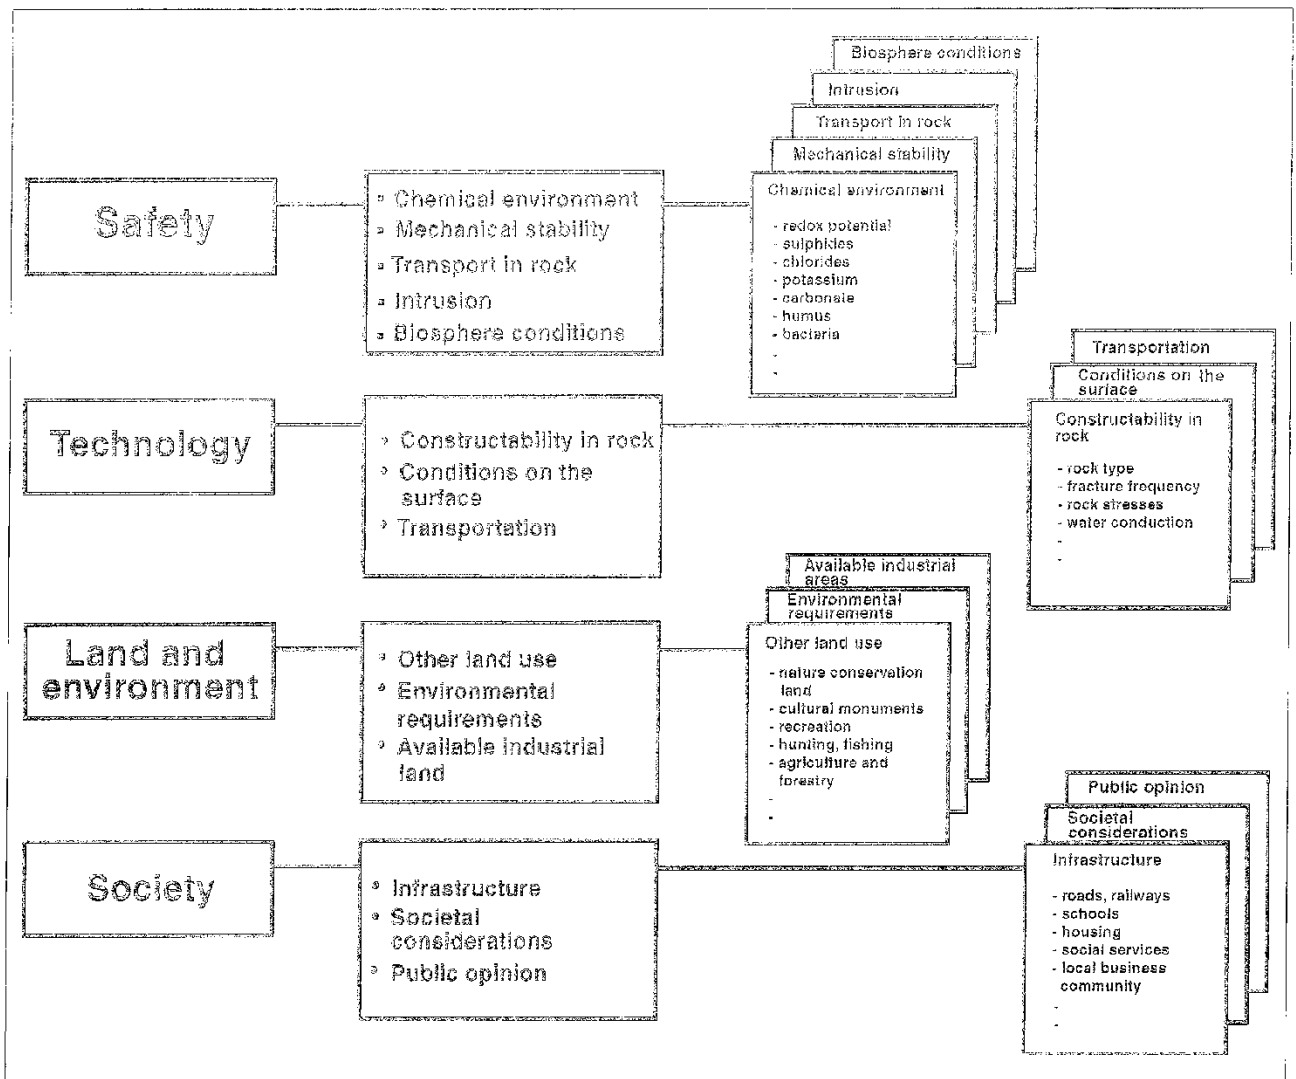 Safety
▫ Chemical environment
▫ Mechanical stability
▫ Transport in rock
▫ Intrusion
▫ Biosphere conditions
Biosphere conditions
Intrusion
Transport in rock
Mechanical stability
Chemical environment
- redox potential
- sulphides
- chlorides
- potassium
- carbonate
- humus
- bacteria
-
-
Technology
° Constructability in rock
° Conditions on the
surface
° Transportation
Transportation
Conditions on the
surface
Constructability in
rock
- rock type
- fracture frequency
- rock stresses
- water conduction
-
-
Land and
environment
° Other land use
° Environmental
requirements
° Available industrial
land
Available industrial
areas
Environmental
requirements
Other land use
- nature conservation
land
- cultural monuments
- recreation
- hunting, fishing
- agriculture and
forestry
-
-
Society
° Infrastructure
° Societal
considerations
° Public opinion
Public opinion
Societal
considerations
Infrastructure
- roads, railways
- schools
- housing
- social services
- local business
community
-
-